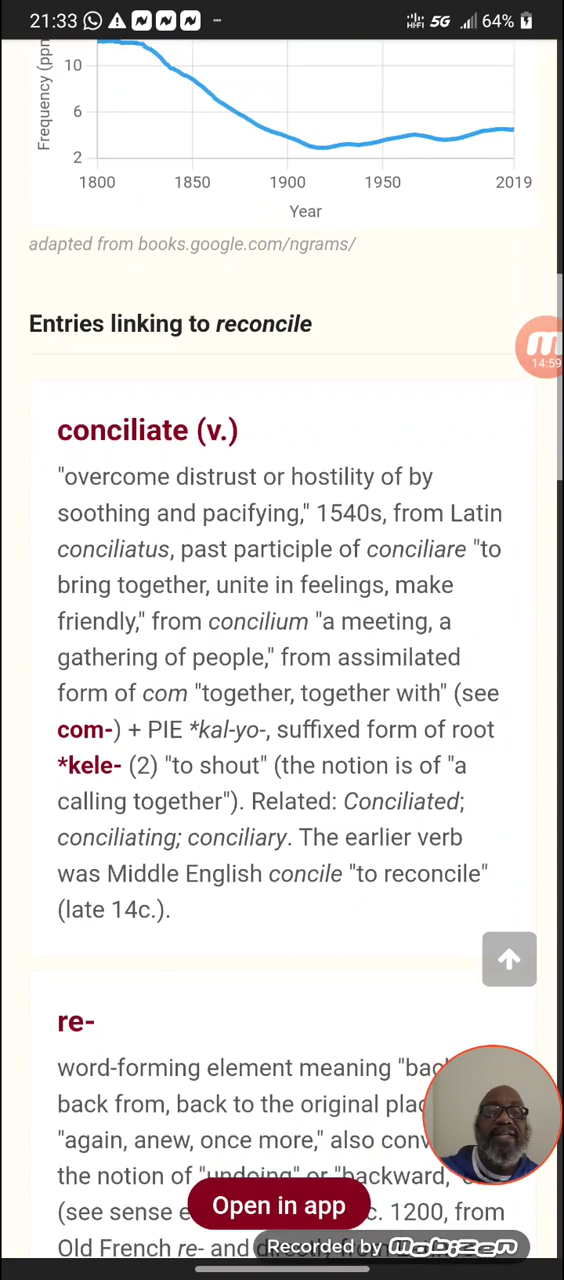 21:33 5G 64%
Frequency (ppm
10
6
2
1800 1850 1900 1950 2019
Year
adapted from books.google.com/ngrams/
Entries linking to reconcile
14:59
conciliate (v.)
"overcome distrust or hostility of by
soothing and pacifying," 1540s, from Latin
conciliatus, past participle of conciliare "to
bring together, unite in feelings, make
friendly," from concilium "a meeting, a
gathering of people," from assimilated
form of com "together, together with" (see
com-) + PIE *kal-yo-, suffixed form of root
*kele- (2) "to shout" (the notion is of "a
calling together"). Related: Conciliated;
conciliating; conciliary. The earlier verb
was Middle English concile "to reconcile"
(late 14c.).
re-
word-forming element meaning "bac
back from, back to the original plac
"again, anew, once more," also conv
the notion of "undoing" or "backward,"
(see sense e c. 1200, from
Open in app
Old French re- and directly from
Recorded by mobizen